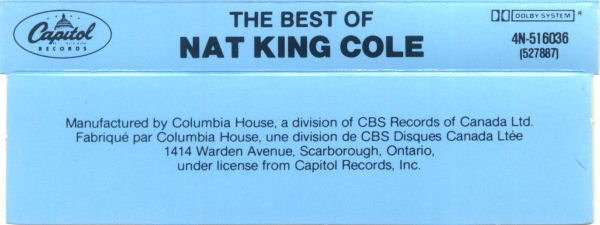 Capitol
RECORDS
THE BEST OF
NAT KING COLE
DOLBY SYSTEM R
4N-516036
(527887)
Manufactured by Columbia House, a division of CBS Records of Canada Ltd.
Fabriqué par Columbia House, une division de CBS Disques Canada Ltée
1414 Warden Avenue, Scarborough, Ontario,
under license from Capitol Records, Inc.